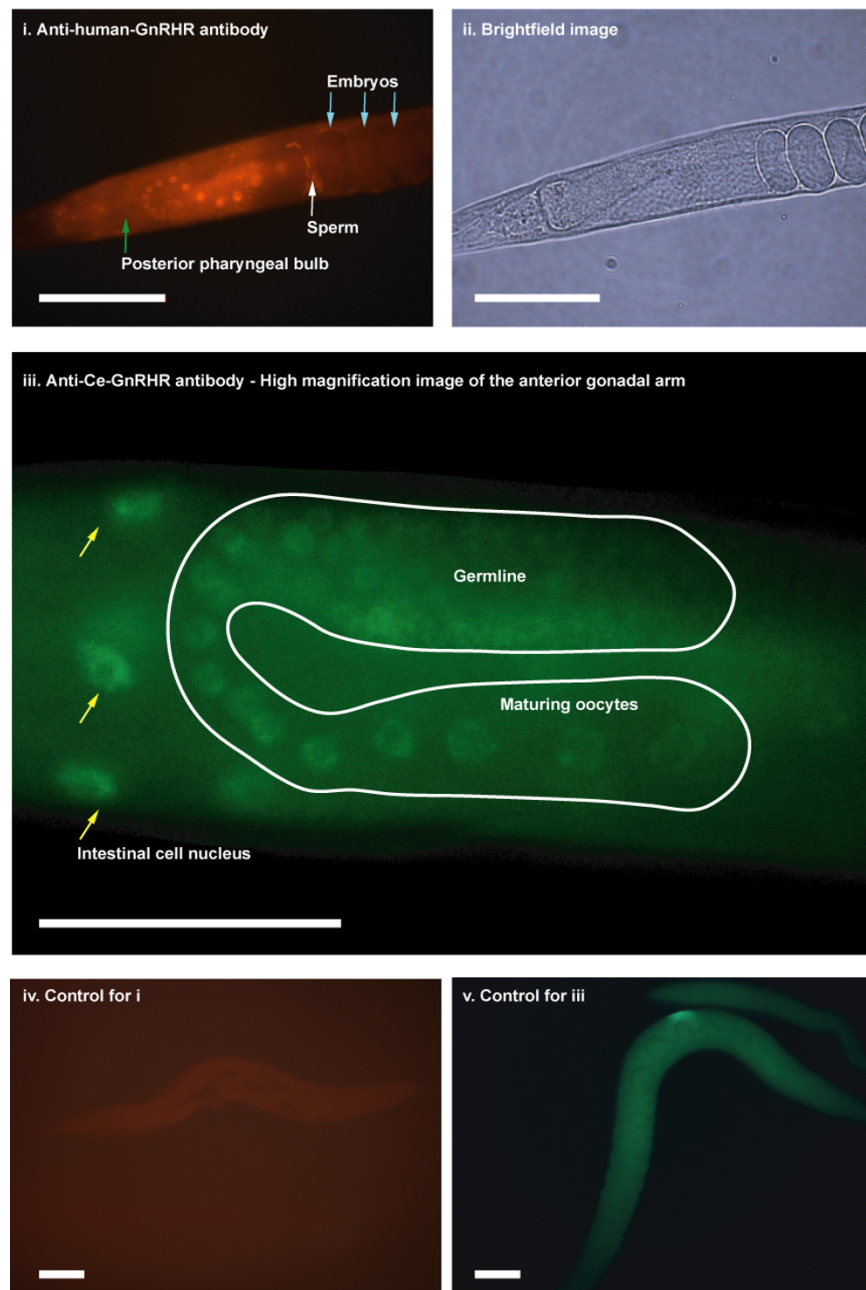 i. Anti-human-GnRHR antibody
Embryos
Sperm
Posterior pharyngeal bulb
ii. Brightfield image
iii. Anti-Ce-GnRHR antibody - High magnification image of the anterior gonadal arm
Germline
Maturing oocytes
Intestinal cell nucleus
iv. Control for i
v. Control for iii